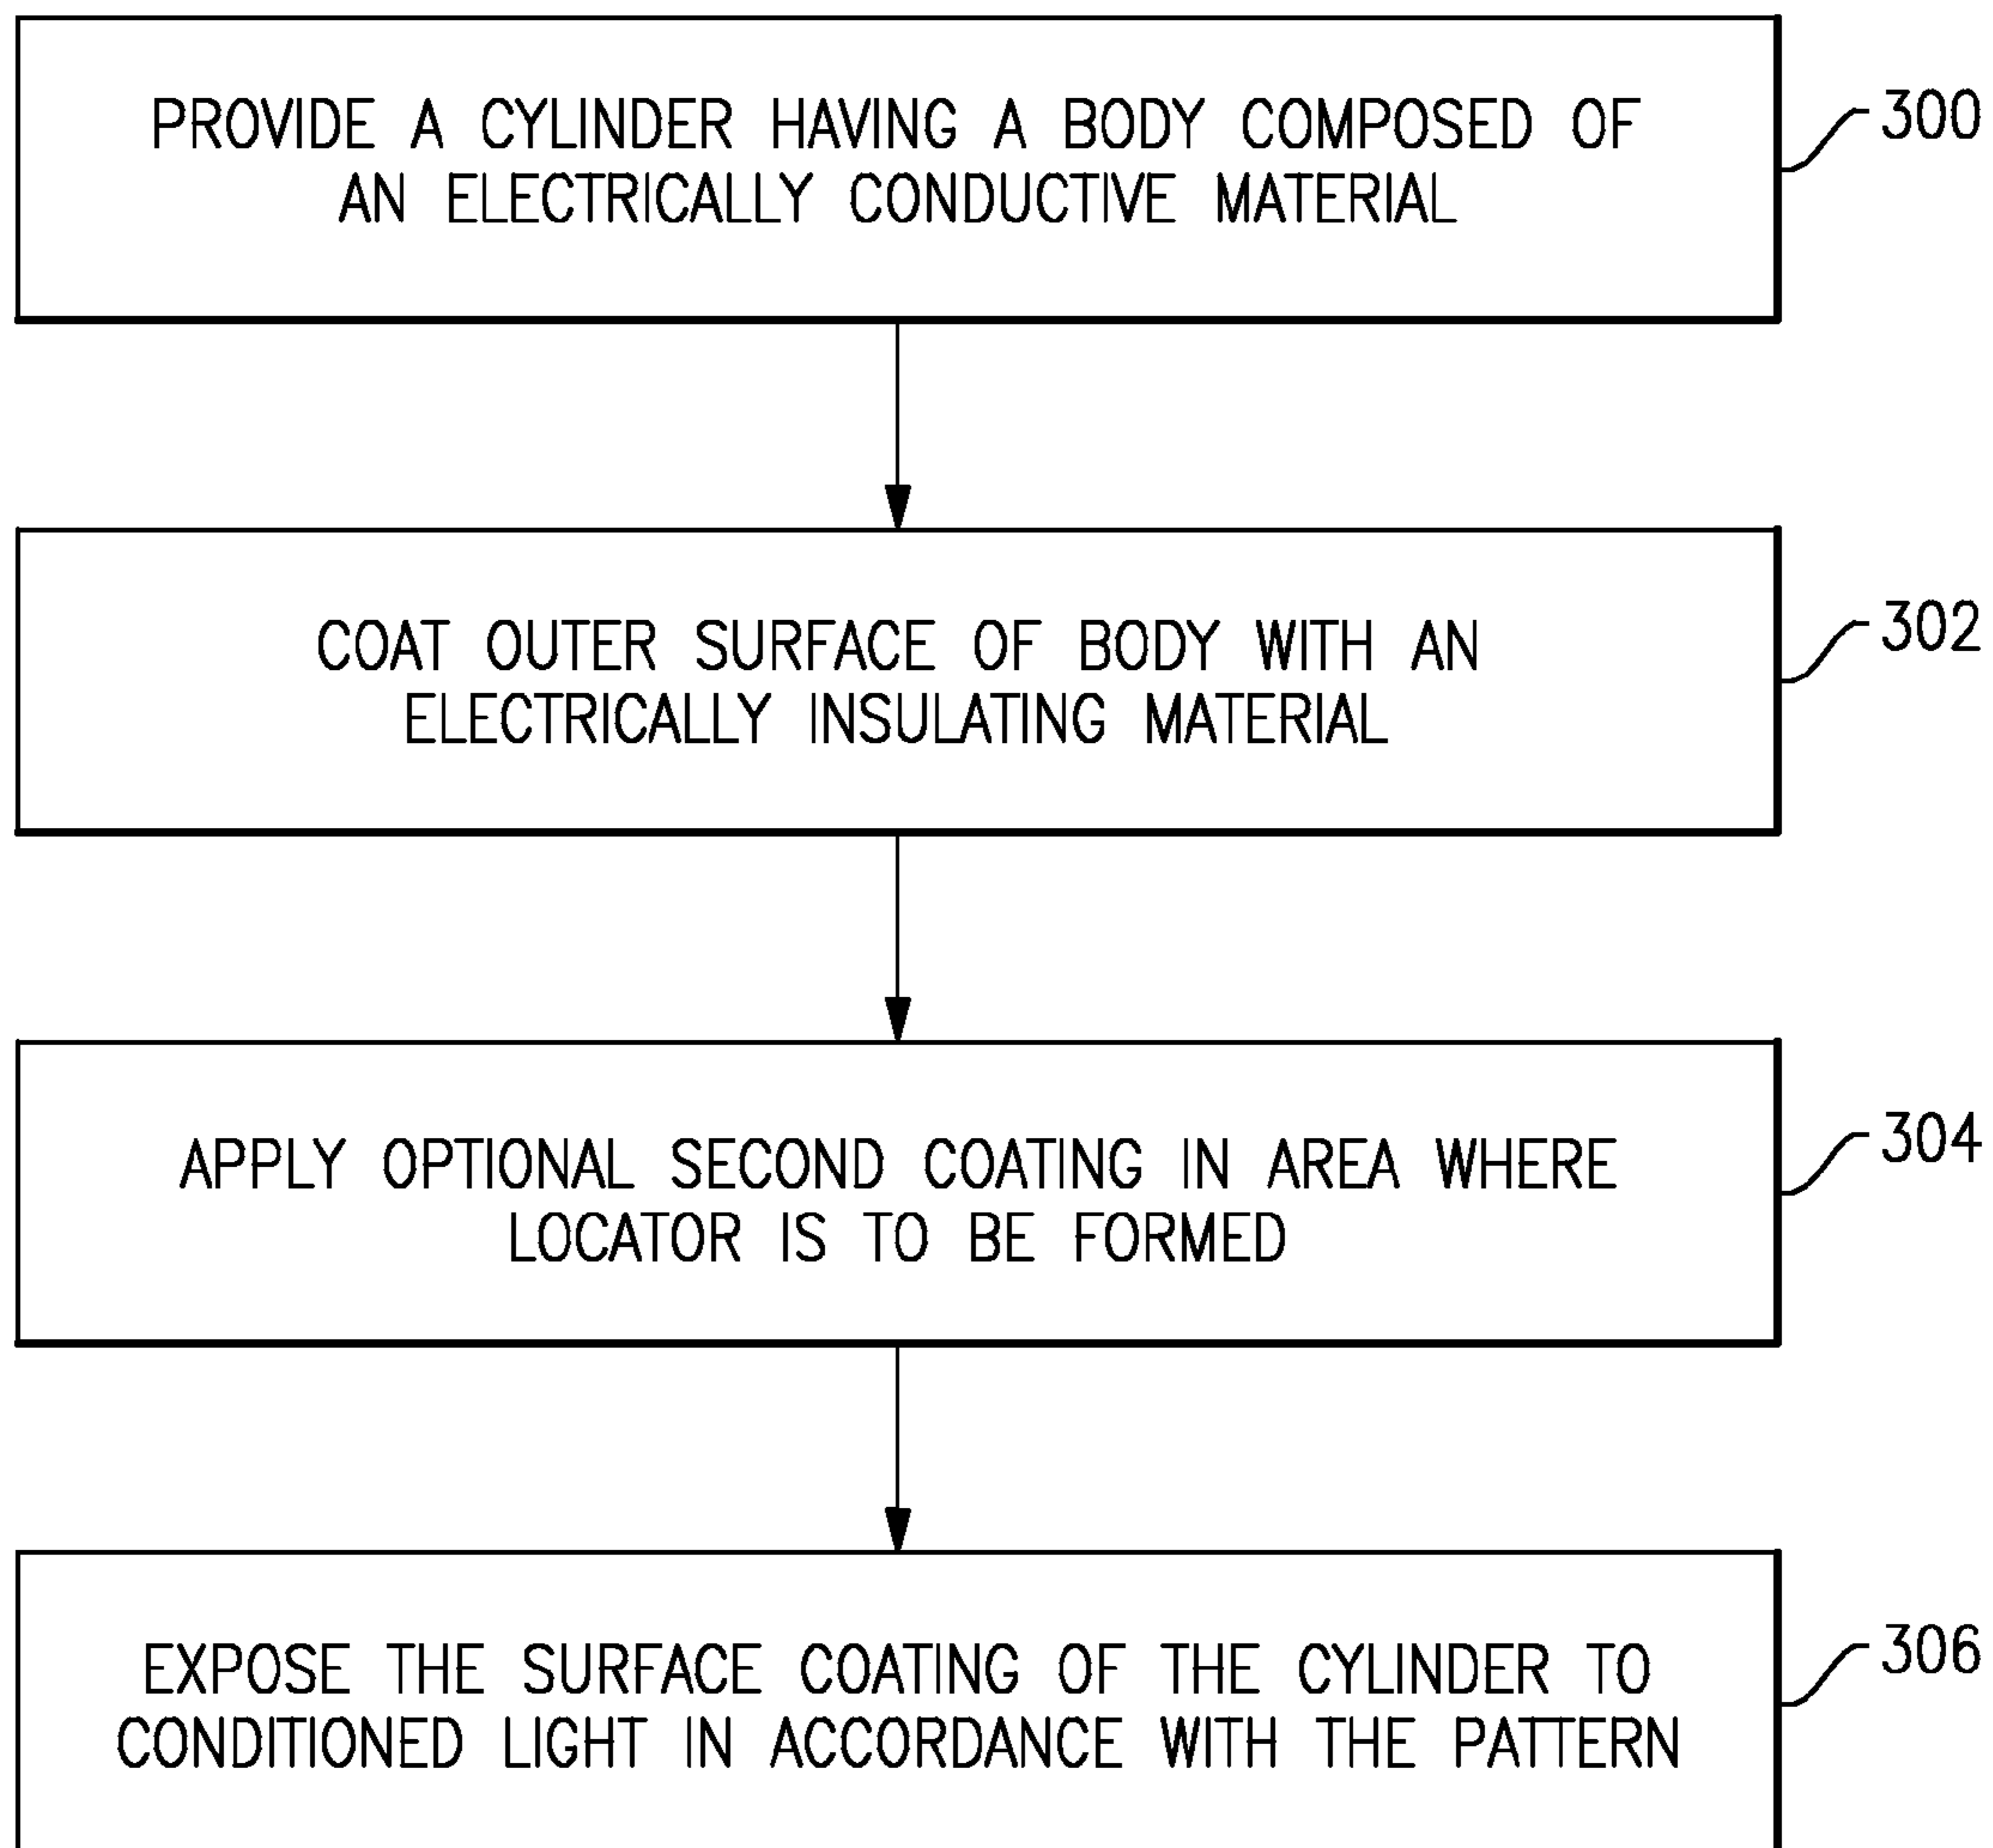 PROVIDE A CYLINDER HAVING A BODY COMPOSED OF
AN ELECTRICALLY CONDUCTIVE MATERIAL
300
COAT OUTER SURFACE OF BODY WITH AN
ELECTRICALLY INSULATING MATERIAL
302
APPLY OPTIONAL SECOND COATING IN AREA WHERE
LOCATOR IS TO BE FORMED
304
EXPOSE THE SURFACE COATING OF THE CYLINDER TO
CONDITIONED LIGHT IN ACCORDANCE WITH THE PATTERN
306